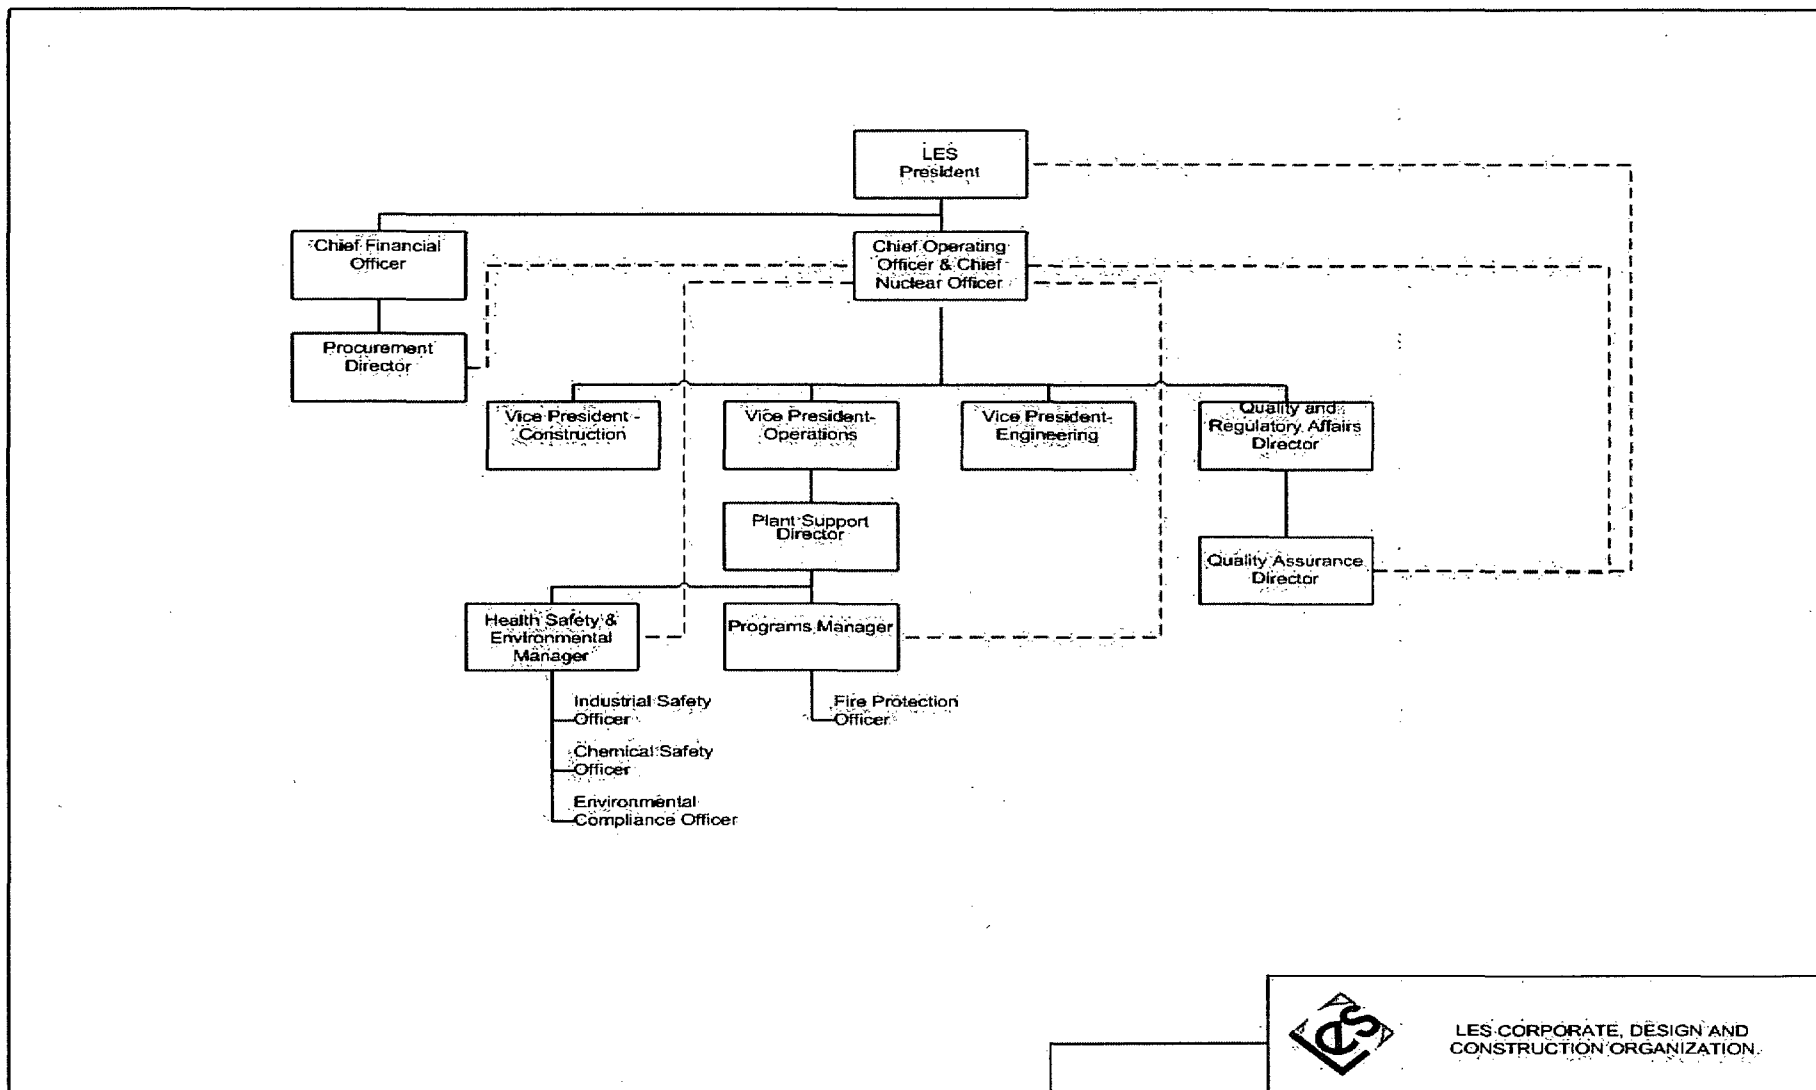 LES
President
Chief Financial
Officer
Chief Operating
Officer & Chief
Nuclear Officer
Procurement
Director
Vice President -
Construction
Vice President-
Operations
Vice President-
Engineering
Quality and
Regulatory Affairs
Director
Plant Support
Director
Quality Assurance
Director
Health Safety &
Environmental
Manager
Programs Manager
Industrial Safety
Officer
Fire Protection
Officer
Chemical Safety
Officer
Environmental
Compliance Officer
Les
LES CORPORATE, DESIGN AND
CONSTRUCTION ORGANIZATION